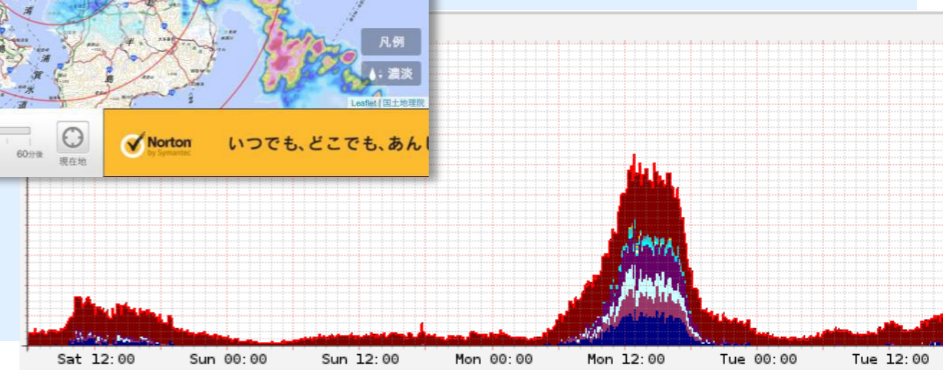 凡例
濃淡
Leaflet | 国土地理院
60分後
現在地
Norton
by Symantec
いつでも、どこでも、あん
Sat 12:00 Sun 00:00 Sun 12:00 Mon 00:00 Mon 12:00 Tue 00:00 Tue 12:00